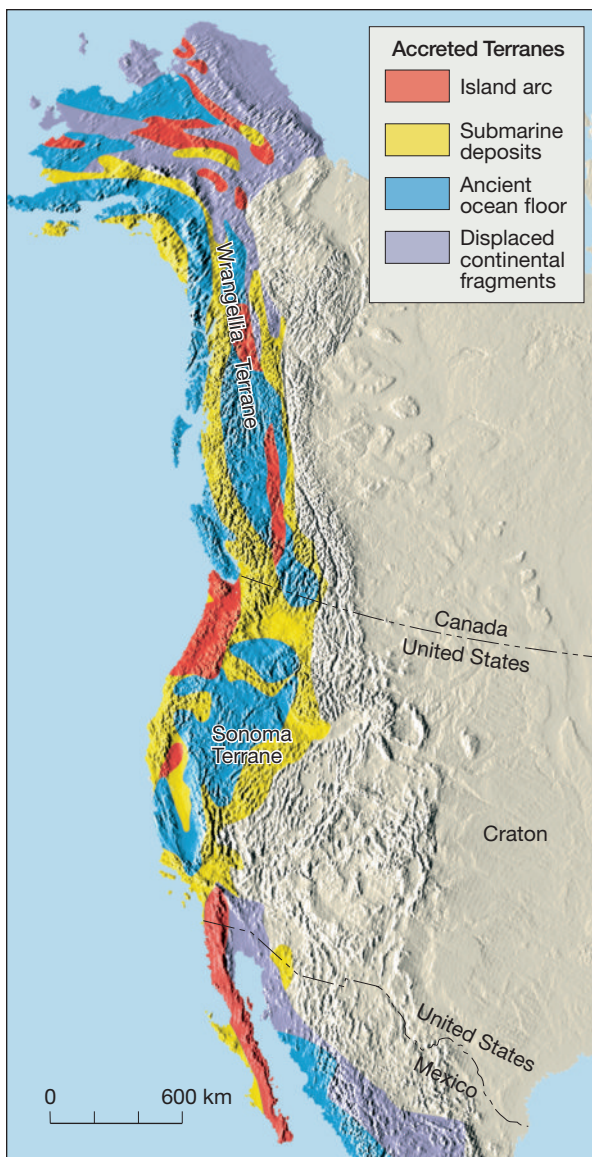 Accreted Terranes
Island arc
Submarine
deposits
Ancient
ocean floor
Displaced
continental
fragments
Wrangellia Terrane
Canada
United States
Sonoma
Terrane
Craton
United States
Mexico
0 600 km